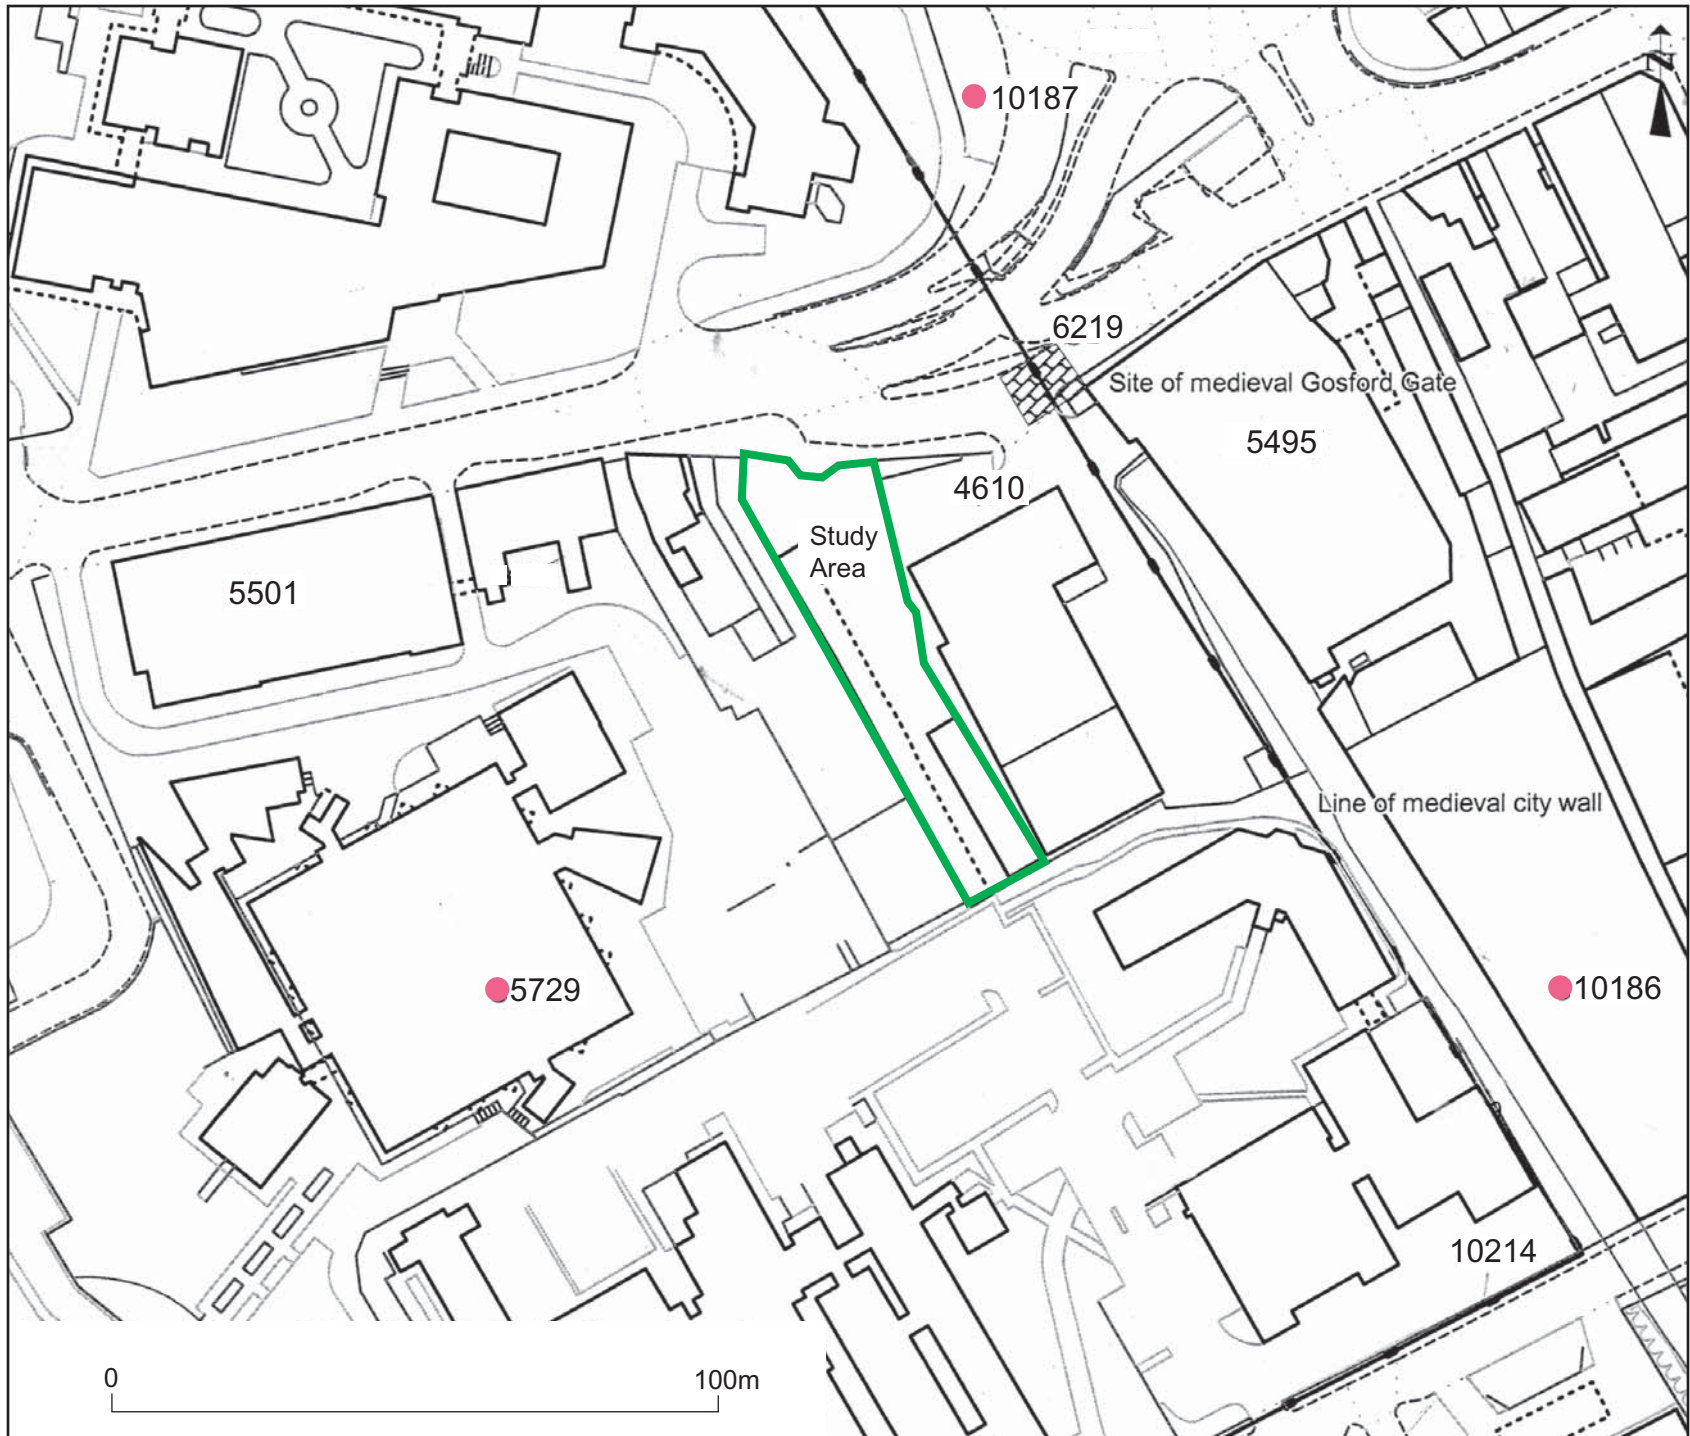 10187
N
6219
Site of medieval Gosford Gate
5495
4610
Study
Area
5501
Line of medieval city wall
5729
10186
10214
0
100m